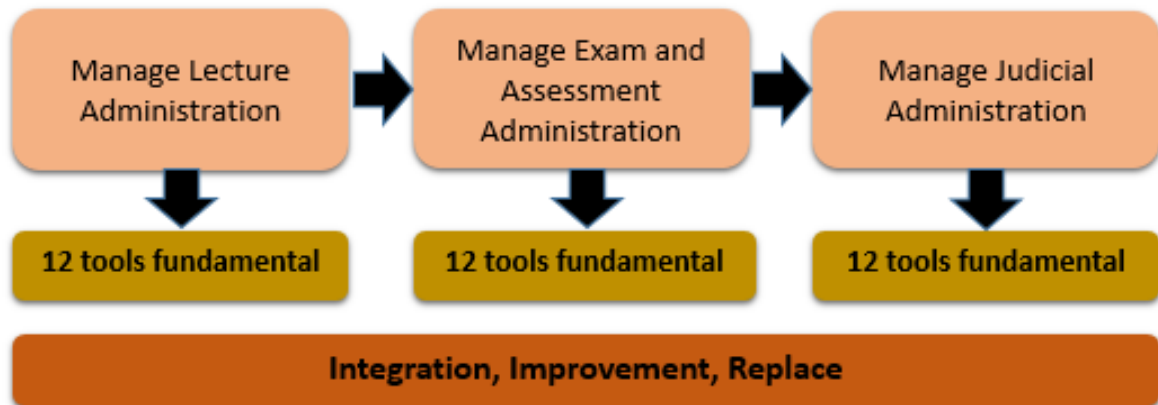 Manage Lecture
Administration
Manage Exam and
Assessment
Administration
Manage Judicial
Administration
12 tools fundamental
12 tools fundamental
12 tools fundamental
Integration, Improvement, Replace